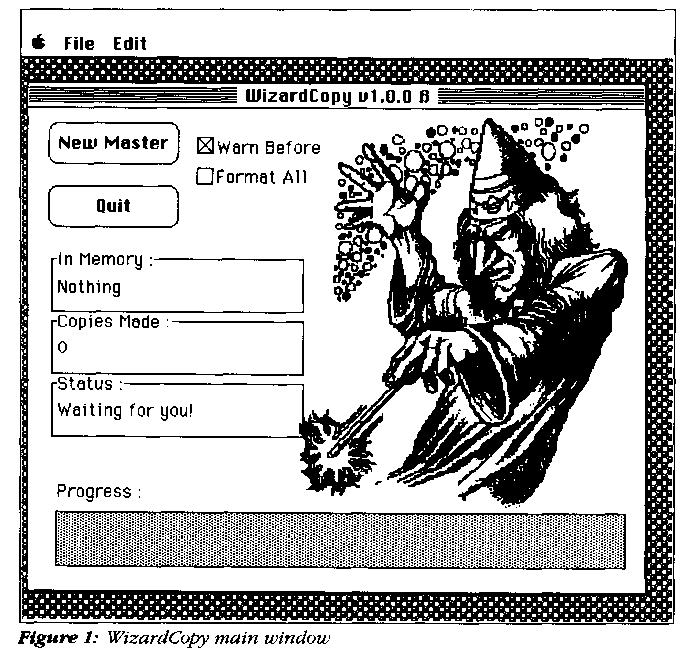 File Edit
WizardCopy v1.0.0 B
New Master
Warn Before
Format All
Quit
In Memory :
Nothing
Copies Made :
0
Status :
Waiting for you!
Progress :
Figure 1: WizardCopy main window